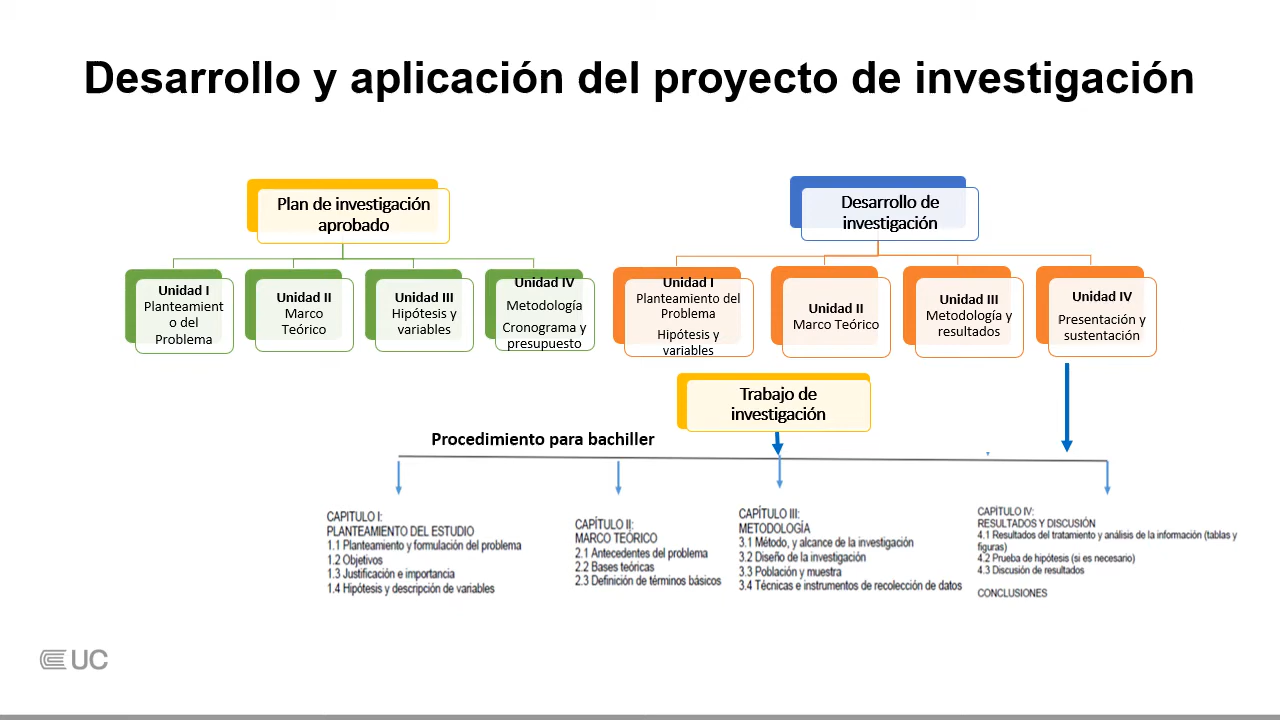 Desarrollo y aplicación del proyecto de investigación
Plan de investigación
aprobado
Unidad I
Planteamient
o del
Problema
Unidad II
Marco
Teórico
Unidad III
Hipótesis y
variables
Unidad IV
Metodología
Cronograma y
presupuesto
Desarrollo de
investigación
Unidad I
Planteamiento del
Problema
Hipótesis y
variables
Unidad II
Marco Teórico
Unidad III
Metodología y
resultados
Unidad IV
Presentación y
sustentación
Trabajo de
investigación
Procedimiento para bachiller
CAPITULO I:
PLANTEAMIENTO DEL ESTUDIO
1.1 Planteamiento y formulación del problema
1.2 Objetivos
1.3 Justificación e importancia
1.4 Hipótesis y descripción de variables
CAPÍTULO II:
MARCO TEÓRICO
2.1 Antecedentes del problema
2.2 Bases teóricas
2.3 Definición de términos básicos
CAPÍTULO III:
METODOLOGÍA
3.1 Método, y alcance de la investigación
3.2 Diseño de la investigación
3.3 Población y muestra
3.4 Técnicas e instrumentos de recolección de datos
CAPÍTULO IV:
RESULTADOS Y DISCUSIÓN
4.1 Resultados del tratamiento y análisis de la información (tablas y
figuras)
4.2 Prueba de hipótesis (si es necesario)
4.3 Discusión de resultados
CONCLUSIONES
UC